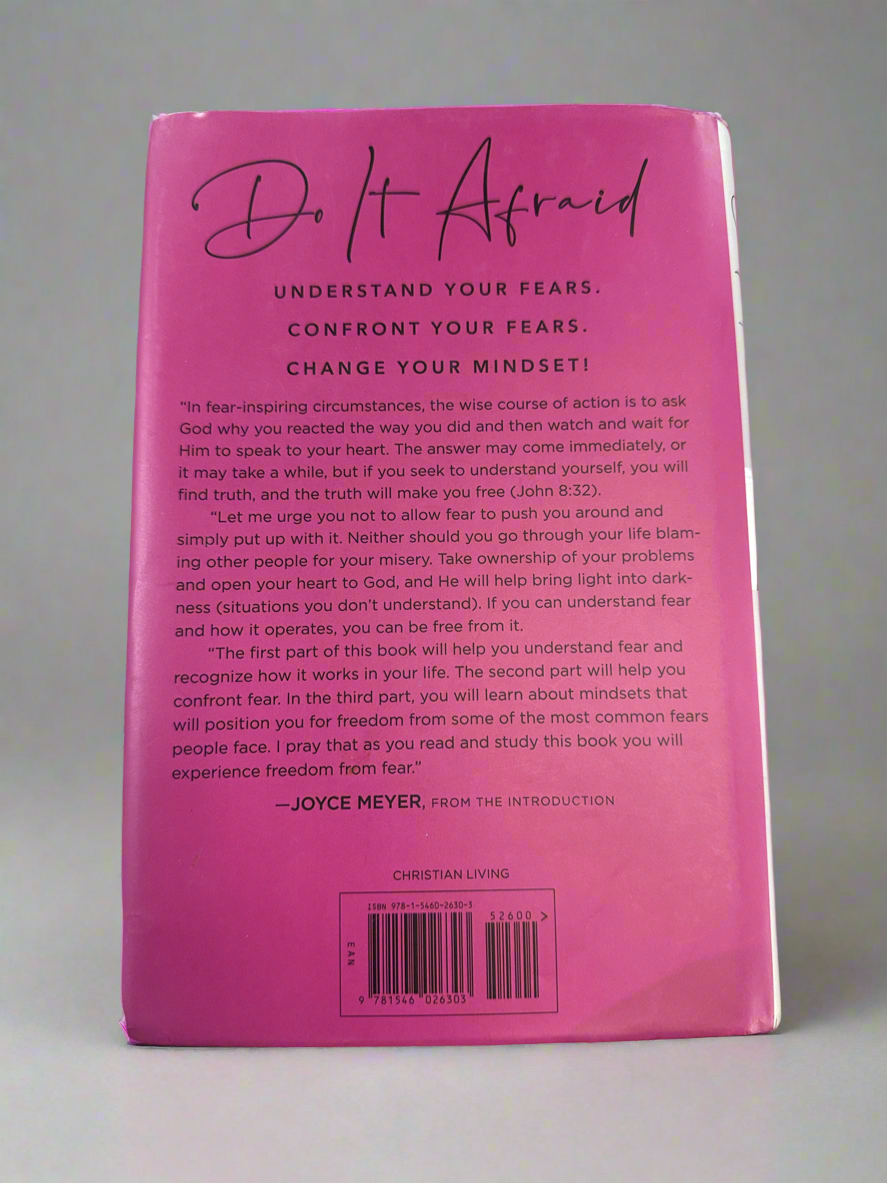 Do It Afraid
UNDERSTAND YOUR FEARS.
CONFRONT YOUR FEARS.
CHANGE YOUR MINDSET!
“In fear-inspiring circumstances, the wise course of action is to ask
God why you reacted the way you did and then watch and wait for
Him to speak to your heart. The answer may come immediately, or
it may take a while, but if you seek to understand yourself, you will
find truth, and the truth will make you free (John 8:32).
“Let me urge you not to allow fear to push you around and
simply put up with it. Neither should you go through your life blam-
ing other people for your misery. Take ownership of your problems
and open your heart to God, and He will help bring light into dark-
ness (situations you don’t understand). If you can understand fear
and how it operates, you can be free from it.
“The first part of this book will help you understand fear and
recognize how it works in your life. The second part will help you
confront fear. In the third part, you will learn about mindsets that
will position you for freedom from some of the most common fears
people face. I pray that as you read and study this book you will
experience freedom from fear.”
—JOYCE MEYER, FROM THE INTRODUCTION
CHRISTIAN LIVING
ISBN 978-1-5460-2630-3
52600 >
EAN
9 781546 026303